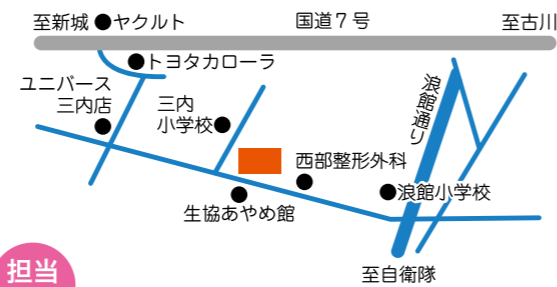 至新城 ●ヤクルト 国道７号 至古川
●トヨタカローラ
ユニバース
三内店
三内
小学校●
浪館通り
西部整形外科
●浪館小学校
生協あやめ館
担当
至自衛隊